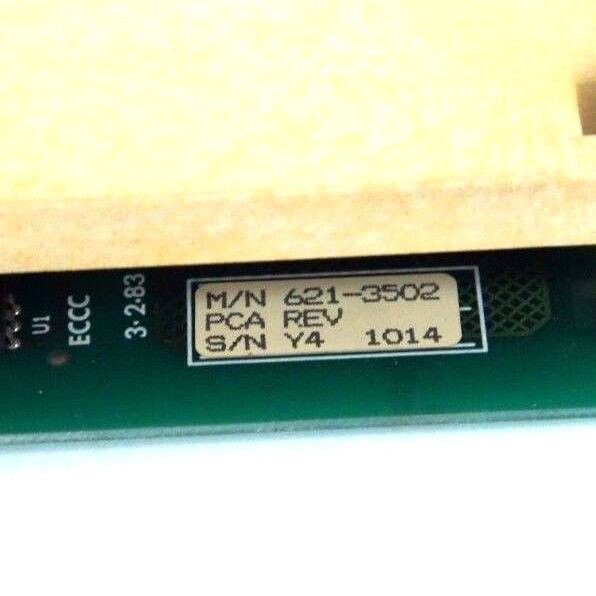 U1
ECCC
3·2·83
M/N 621-3502
PCA REV
S/N Y4 1014